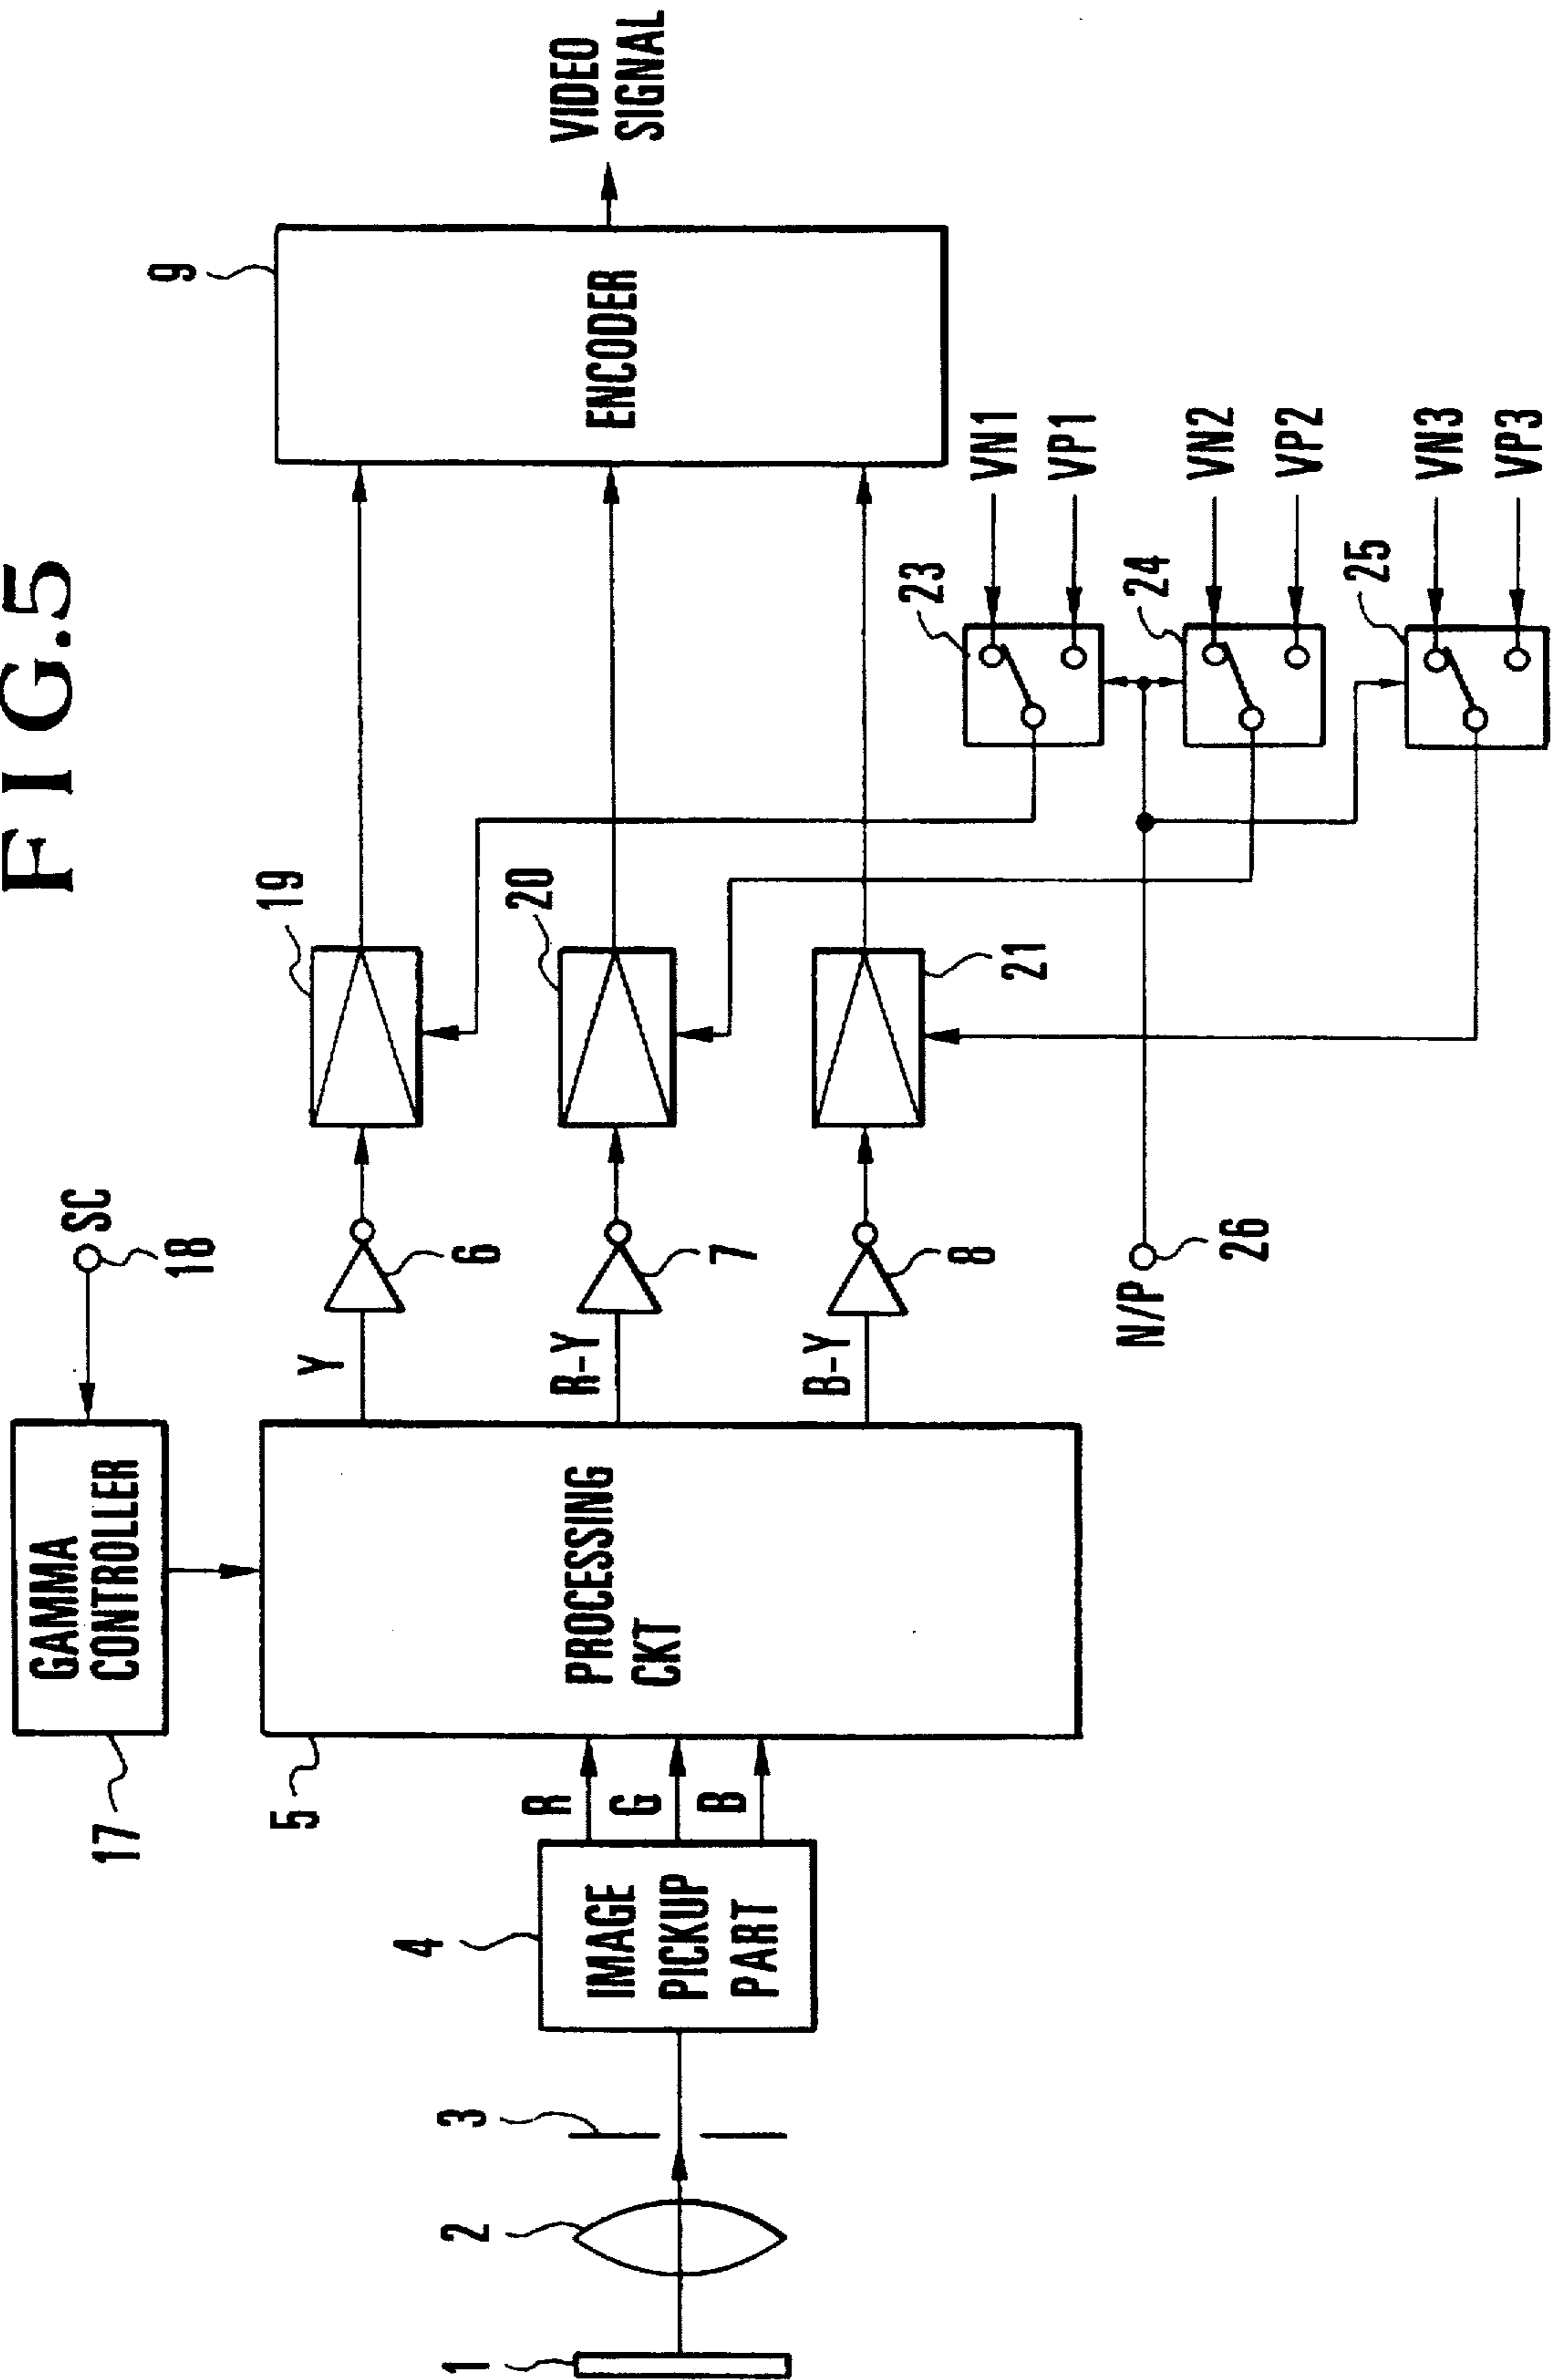 FIG.5
17
GAMMA
CONTROLLER
SC
18
5
PROCESSING
CKT
1
2
3
4
IMAGE
PICKUP
PART
R
G
B
Y
R-Y
B-Y
6
7
8
19
20
21
9
ENCODER
VIDEO
SIGNAL
23
VN1
VP1
24
VN2
VP2
25
VN3
VP3
N/P
26